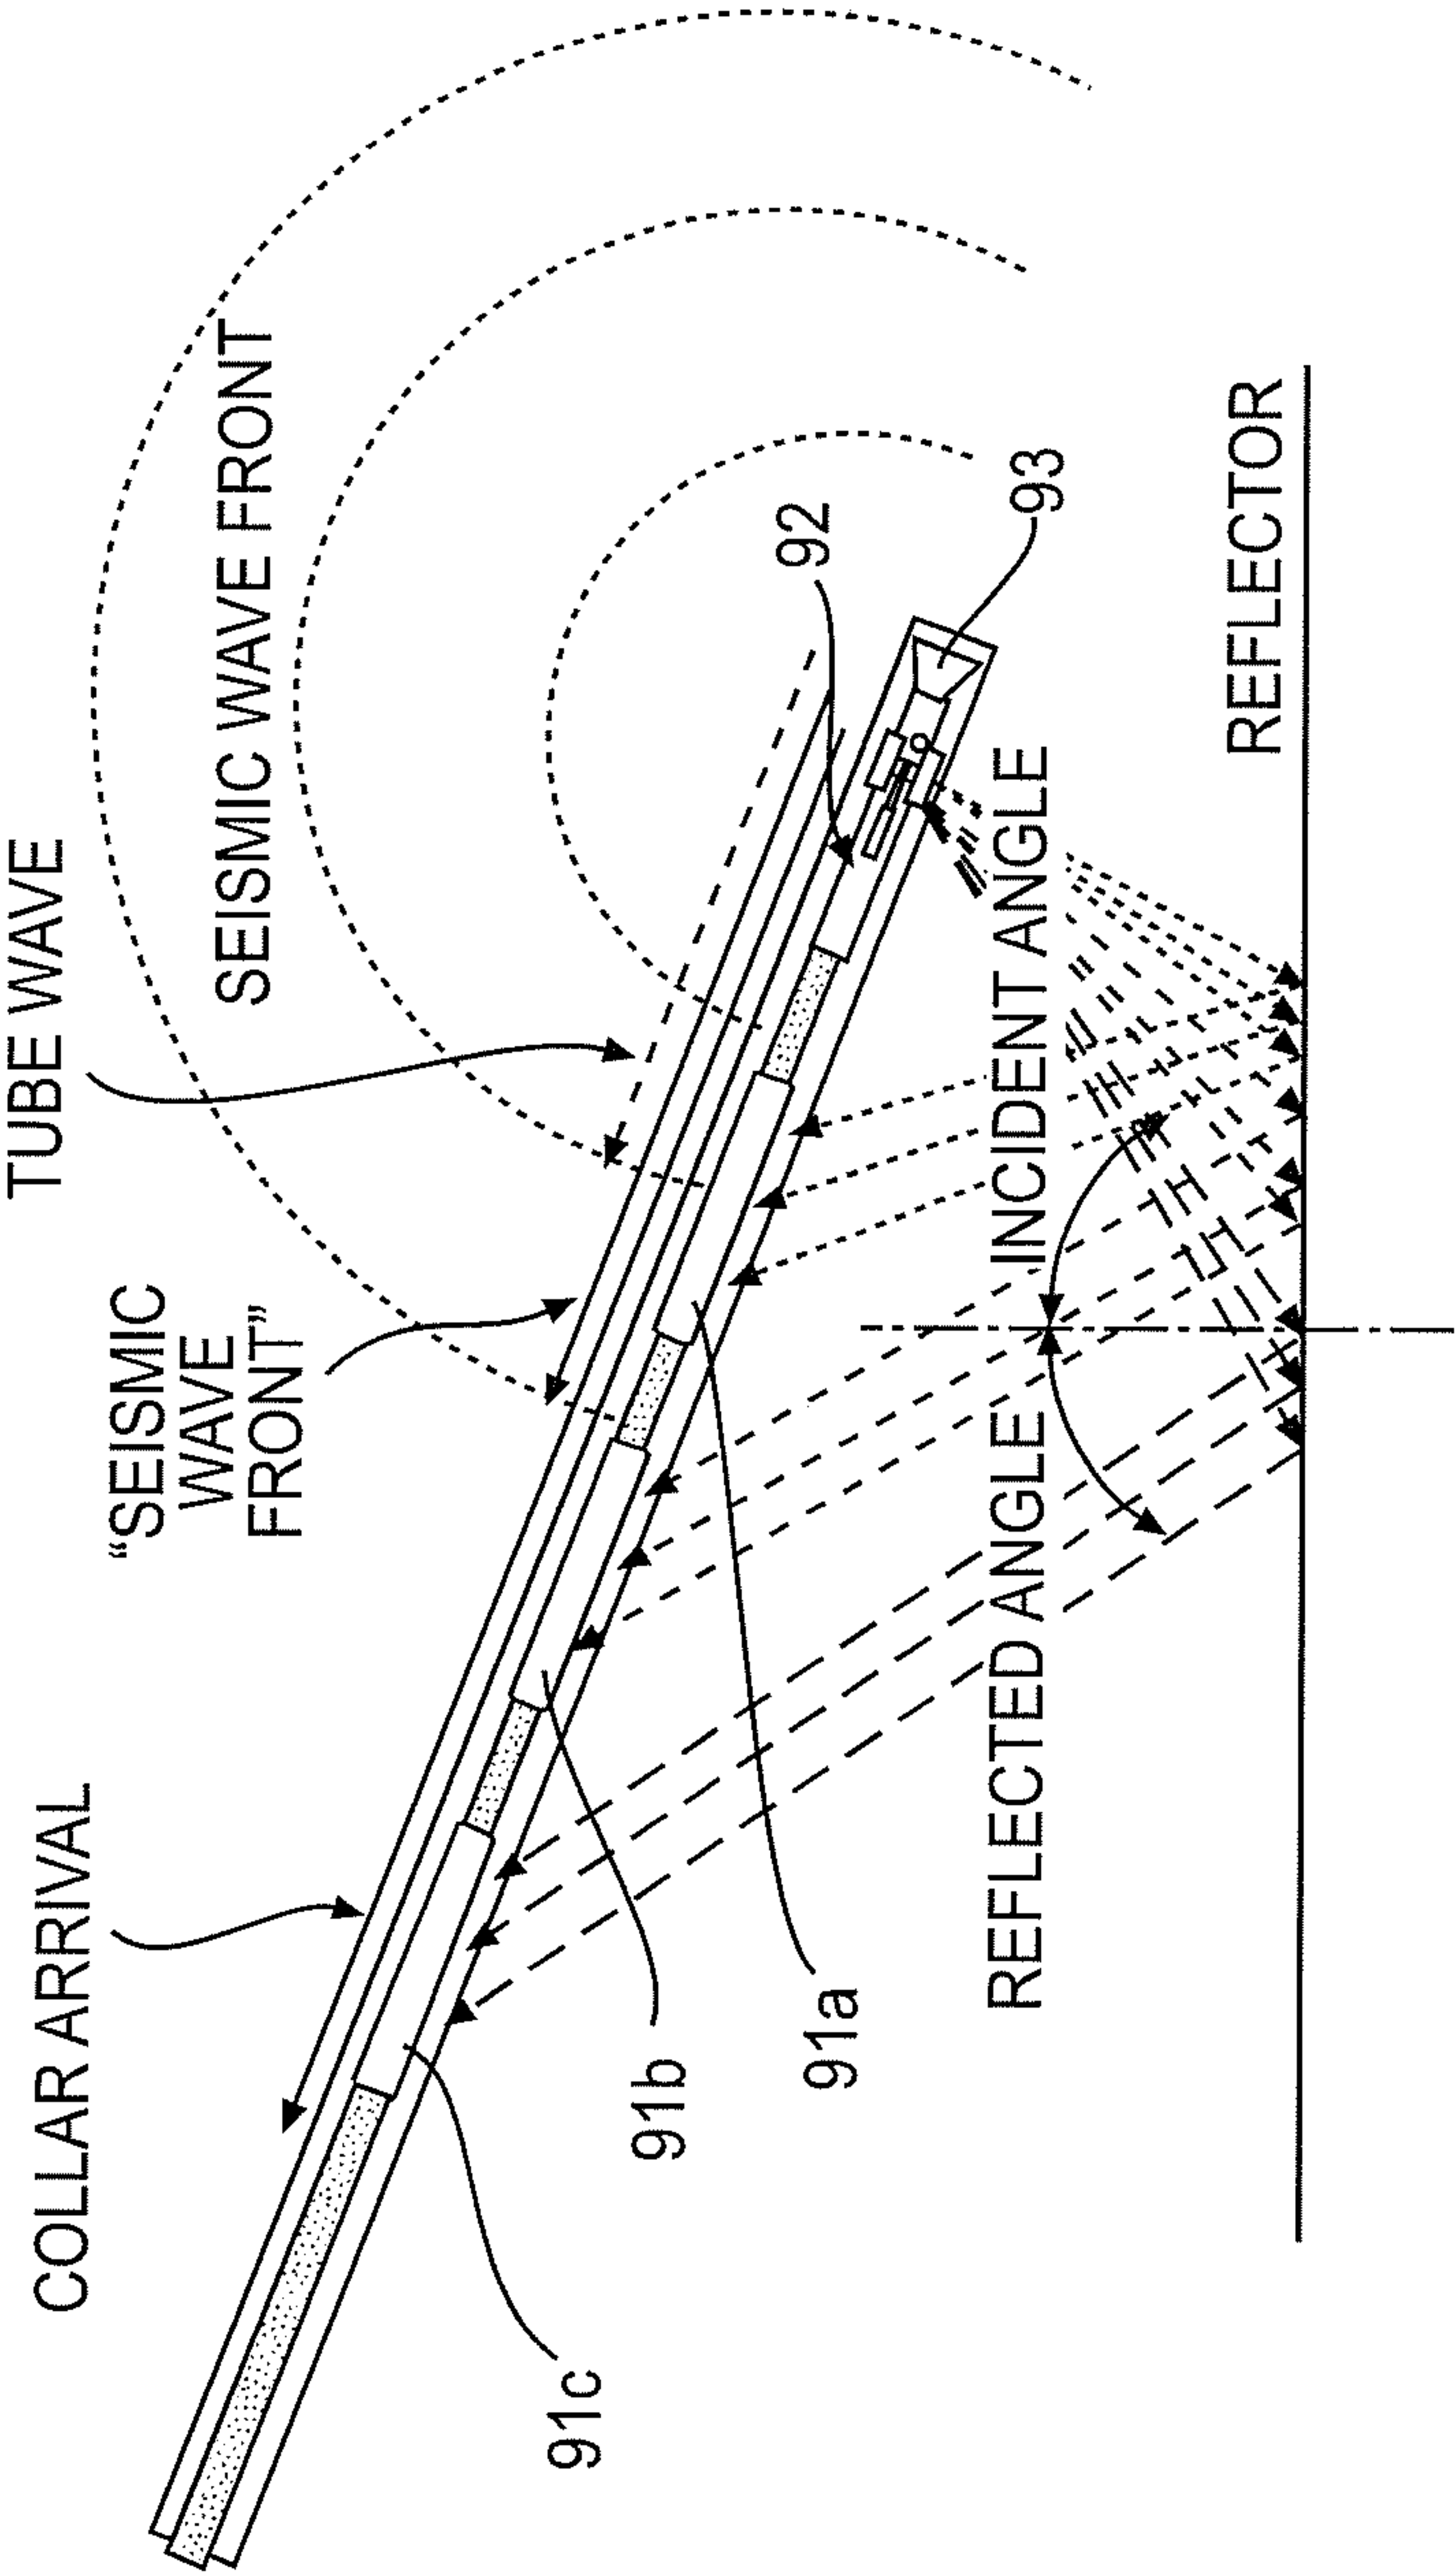 COLLAR ARRIVAL
"SEISMIC
WAVE
FRONT"
TUBE WAVE
SEISMIC WAVE FRONT
91c
91b
91a
92
93
REFLECTED ANGLE
INCIDENT ANGLE
REFLECTOR